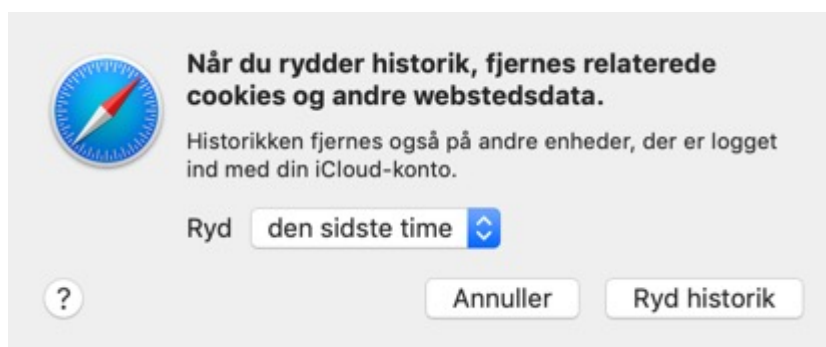 Når du rydder historik, fjernes relaterede
cookies og andre webstedsdata.
Historikken fjernes også på andre enheder, der er logget
ind med din iCloud-konto.
Ryd den sidste time
? Annuller Ryd historik